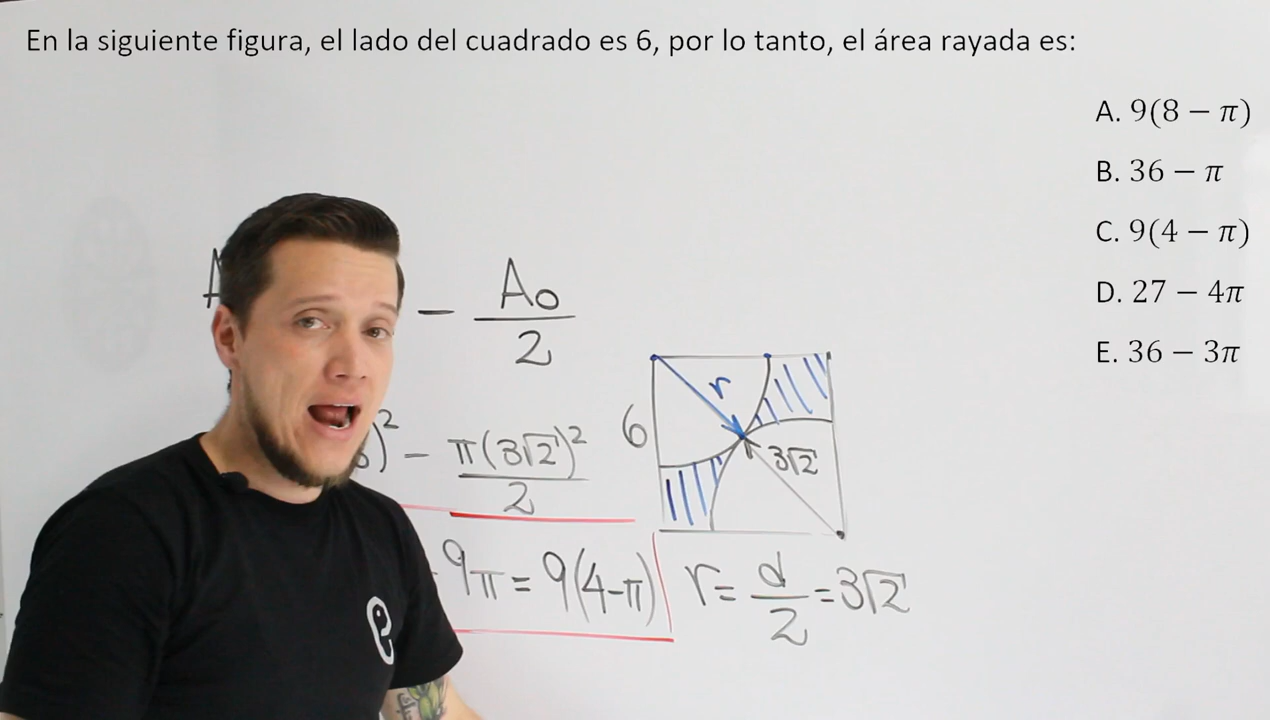 En la siguiente figura, el lado del cuadrado es 6, por lo tanto, el área rayada es:
A. 9(8 − π)
B. 36 − π
C. 9(4 − π)
D. 27 − 4π
E. 36 − 3π
− A○/2
)² − π(3√2)²/2
9π = 9(4-π)
6
r
3√2
r = d/2 = 3√2
e